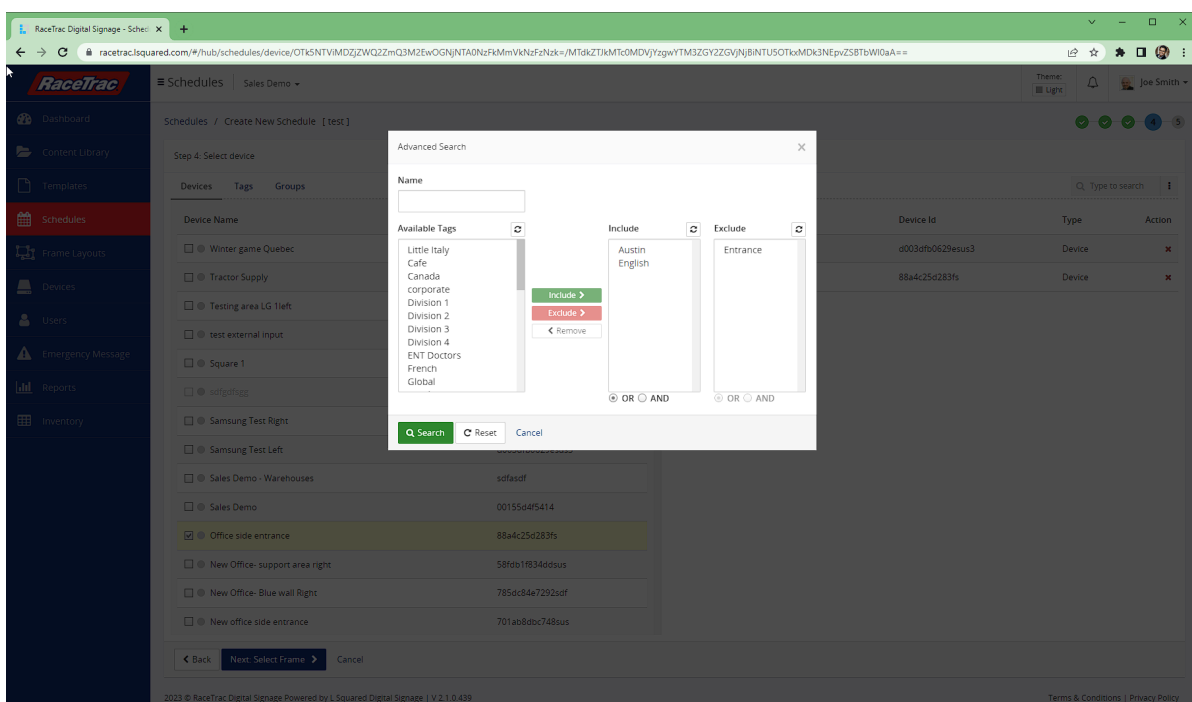 RaceTrac Digital Signage - Sched
racetrac.lsquared.com/#/hub/schedules/device/
RaceTrac
Schedules
Sales Demo
Theme:
Light
Joe Smith
Dashboard
Content Library
Templates
Schedules
Frame Layouts
Devices
Users
Emergency Message
Reports
Inventory
Schedules / Create New Schedule [ test ]
4 5
Step 4: Select device
Devices Tags Groups
Type to search
Device Name
Winter game Quebec
Tractor Supply
Testing area LG 1left
test external input
Square 1
Samsung Test Right
Samsung Test Left
Sales Demo - Warehouses sdfasdf
Sales Demo 00155d4f5414
Office side entrance 88a4c25d283fs
New Office- support area right 58fdb1f834ddsus
New Office- Blue wall Right 785dc84e7292sdf
New office side entrance 701ab8dbc748sus
Device Id Type Action
d003dfb0629esus3 Device
88a4c25d283fs Device
Advanced Search
Name
Available Tags
Little Italy
Cafe
Canada
corporate
Division 1
Division 2
Division 3
Division 4
ENT Doctors
French
Global
Include
Exclude
Remove
Include
Austin
English
OR AND
Exclude
Entrance
OR AND
Search Reset Cancel
Back Next: Select Frame Cancel
2023 © RaceTrac Digital Signage Powered by L Squared Digital Signage | V 2.1.0.439
Terms & Conditions | Privacy Policy